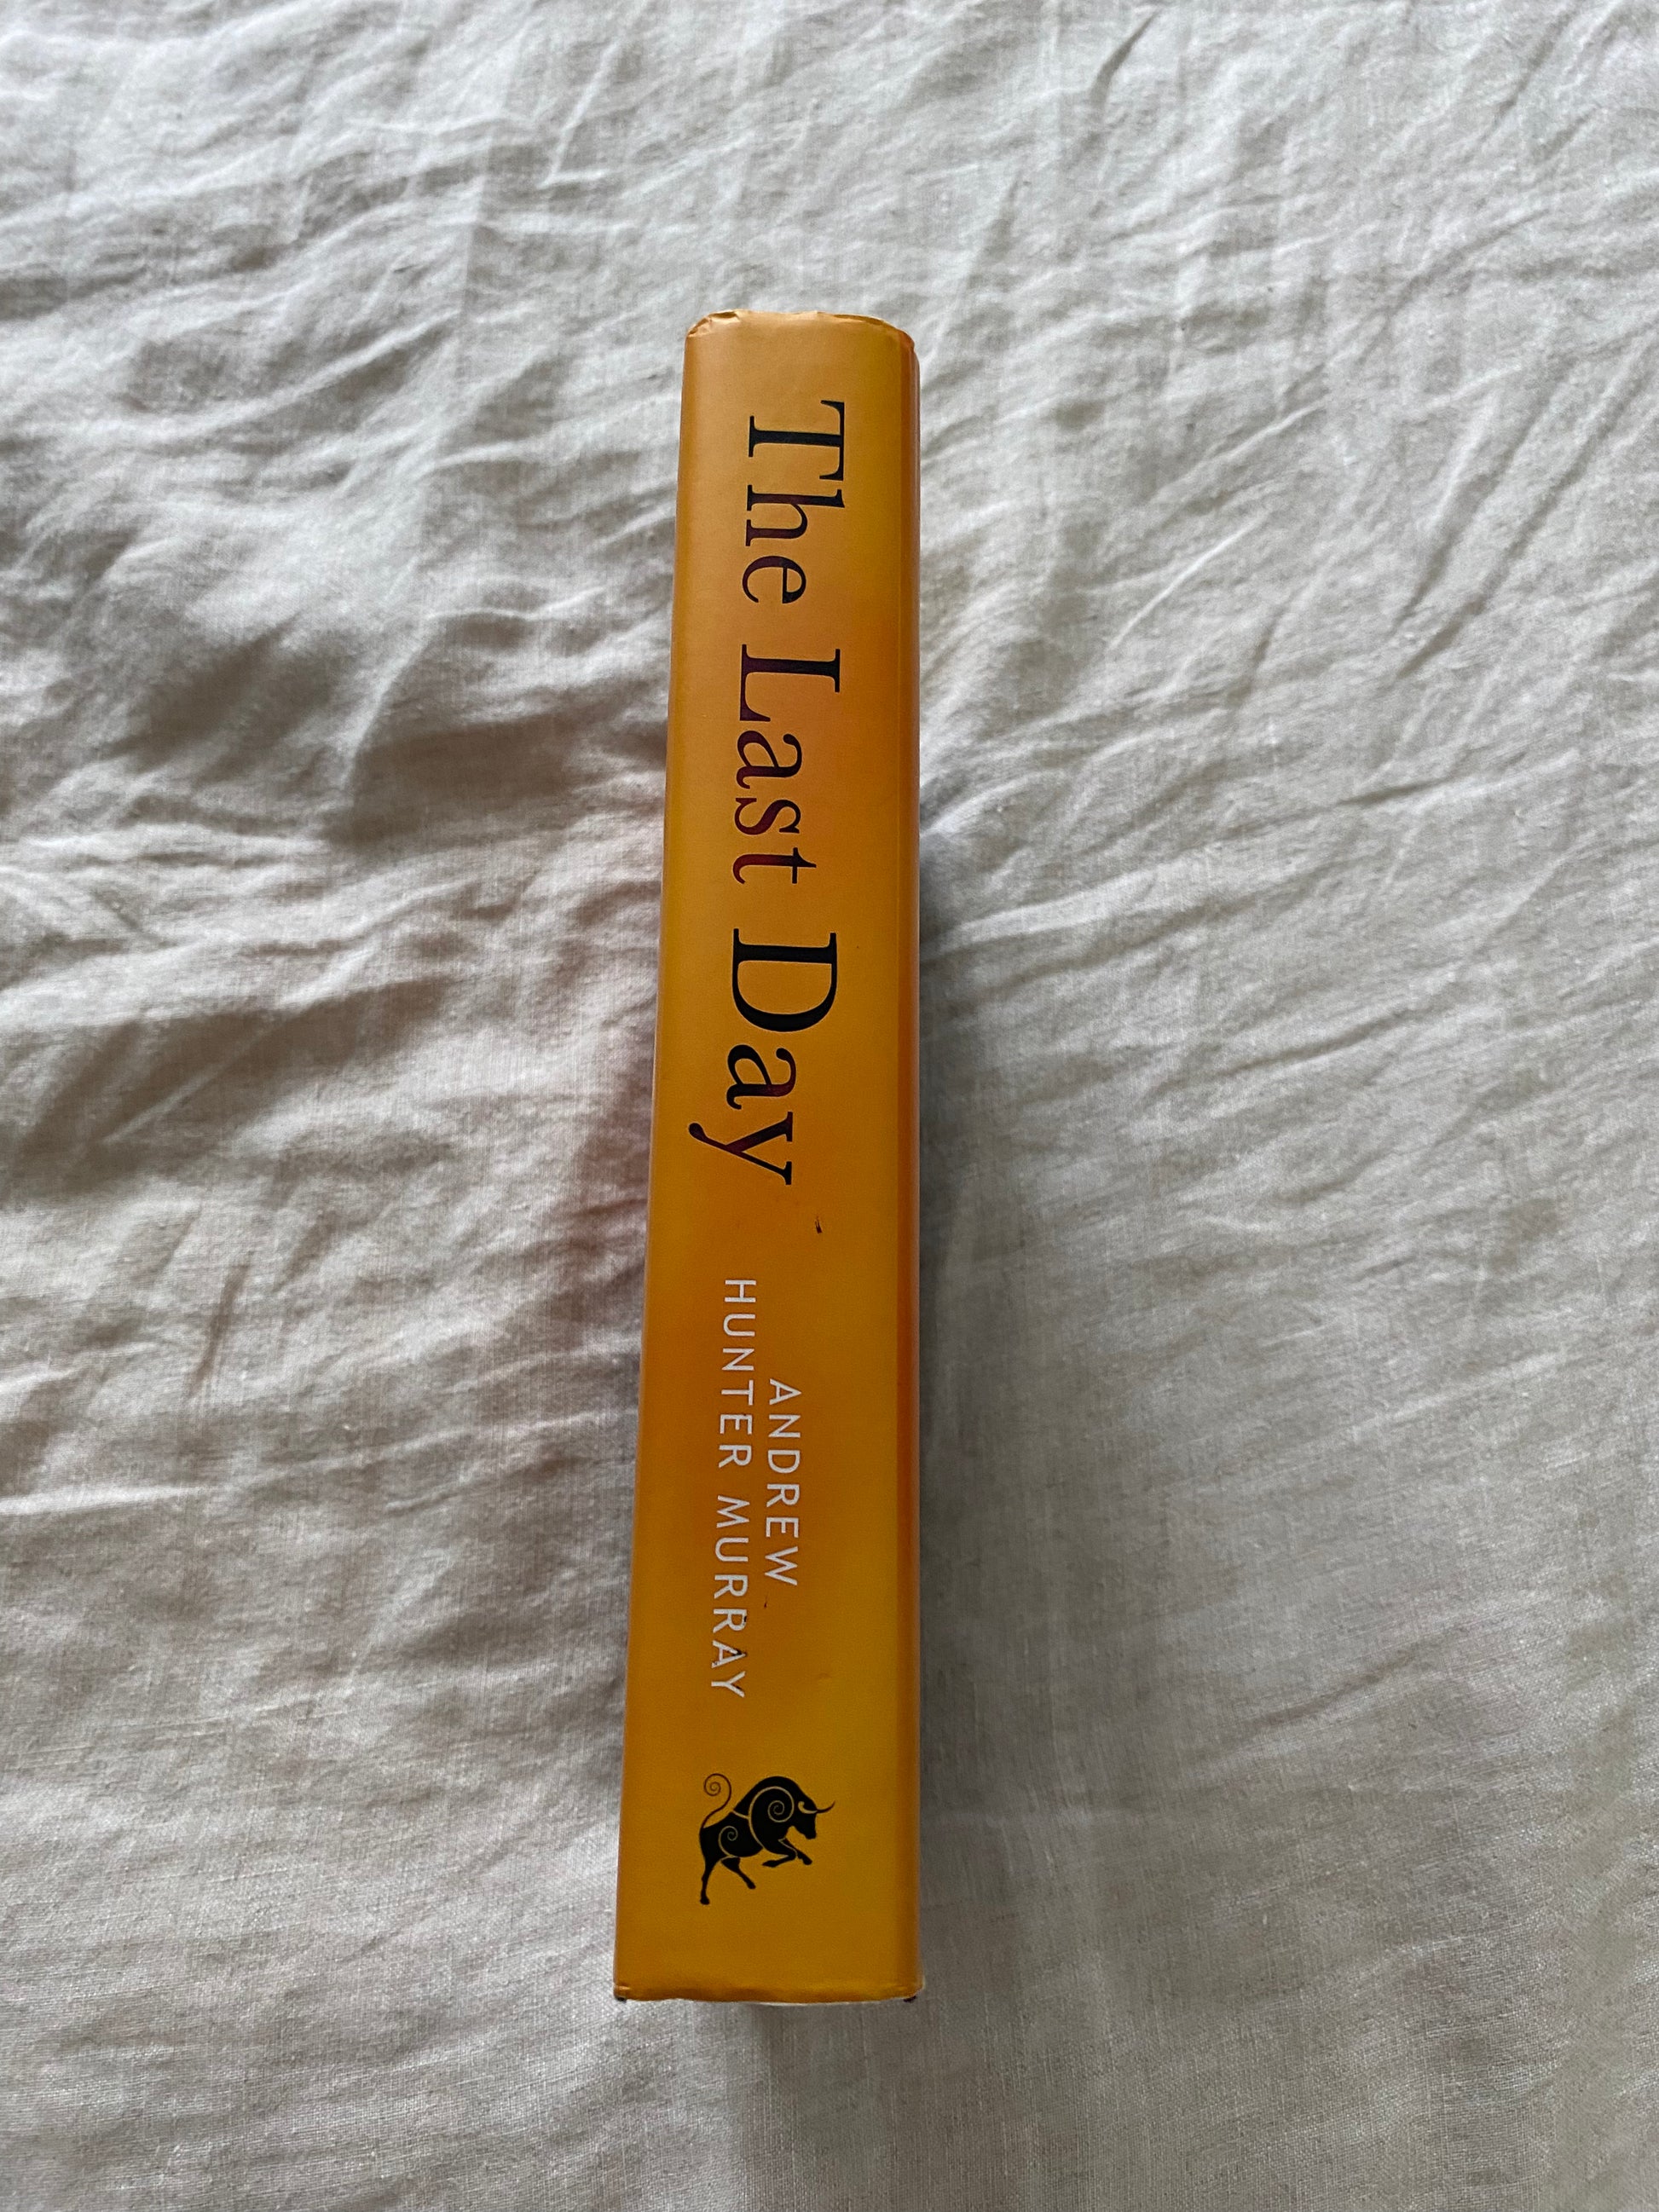 The Last Day
ANDREW
HUNTER MURRAY